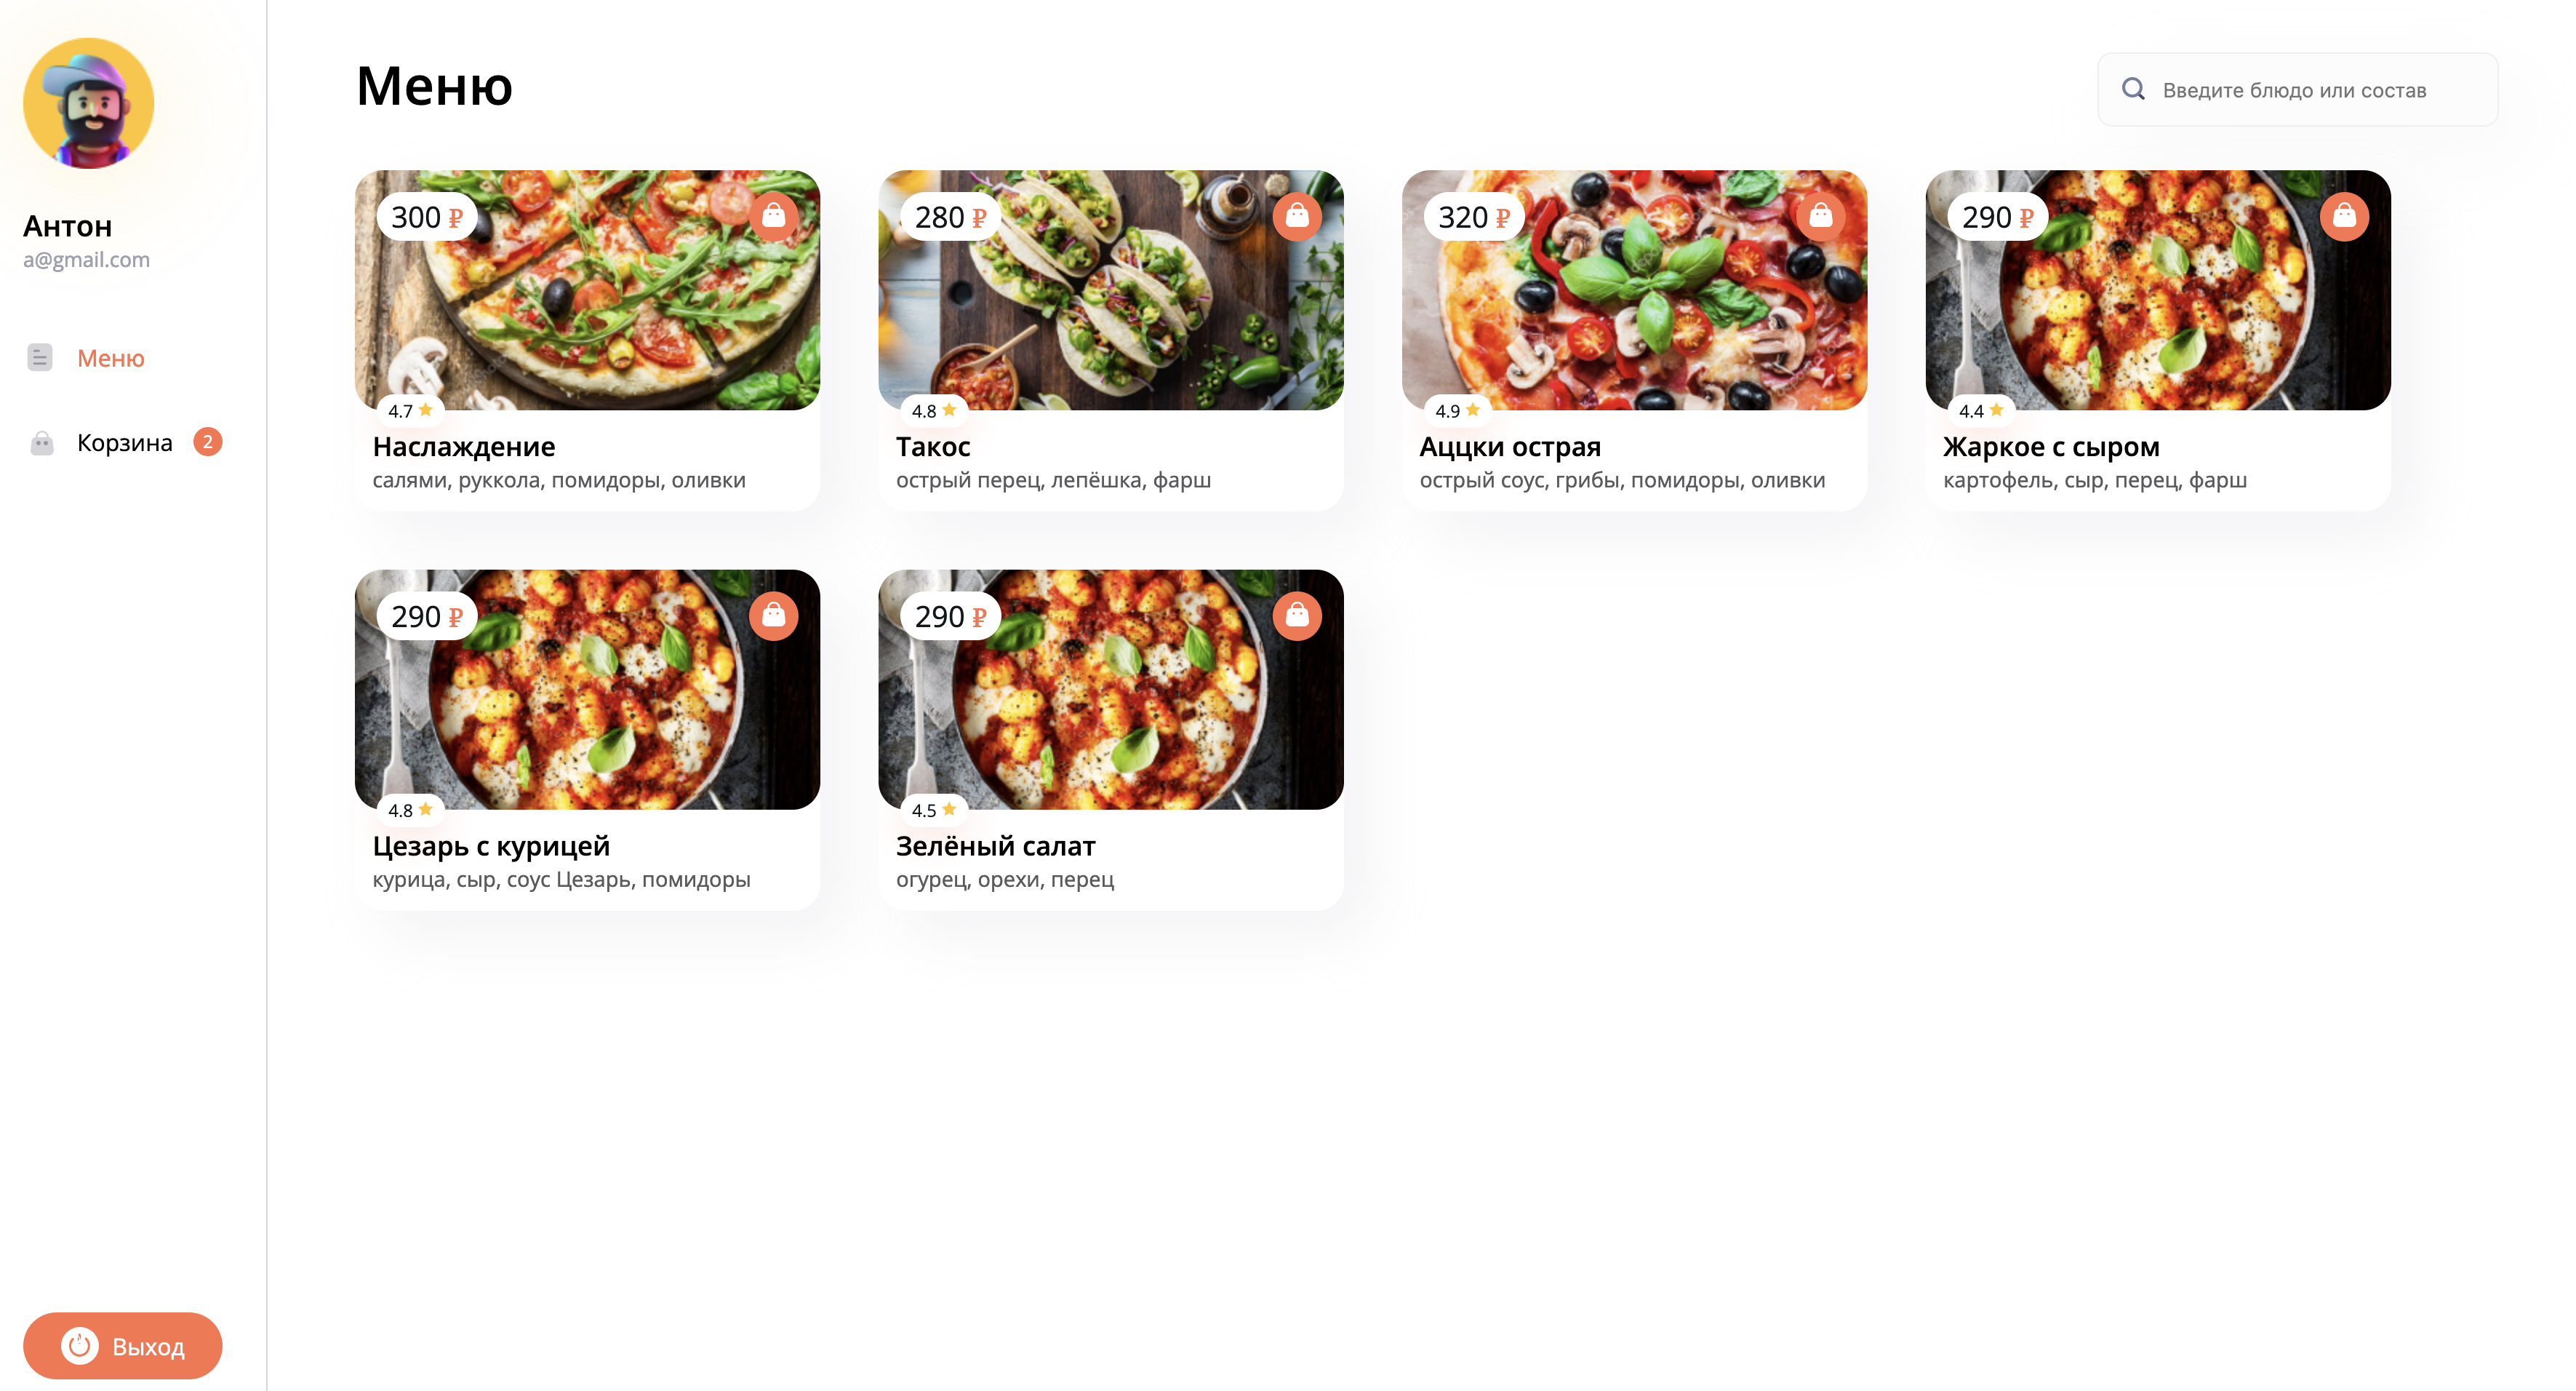 Антон
a@gmail.com
Меню
Корзина 2
Выход
Меню
Введите блюдо или состав
300 ₽
4.7
Наслаждение
салями, руккола, помидоры, оливки
280 ₽
4.8
Такос
острый перец, лепёшка, фарш
320 ₽
4.9
Аццки острая
острый соус, грибы, помидоры, оливки
290 ₽
4.4
Жаркое с сыром
картофель, сыр, перец, фарш
290 ₽
4.8
Цезарь с курицей
курица, сыр, соус Цезарь, помидоры
290 ₽
4.5
Зелёный салат
огурец, орехи, перец